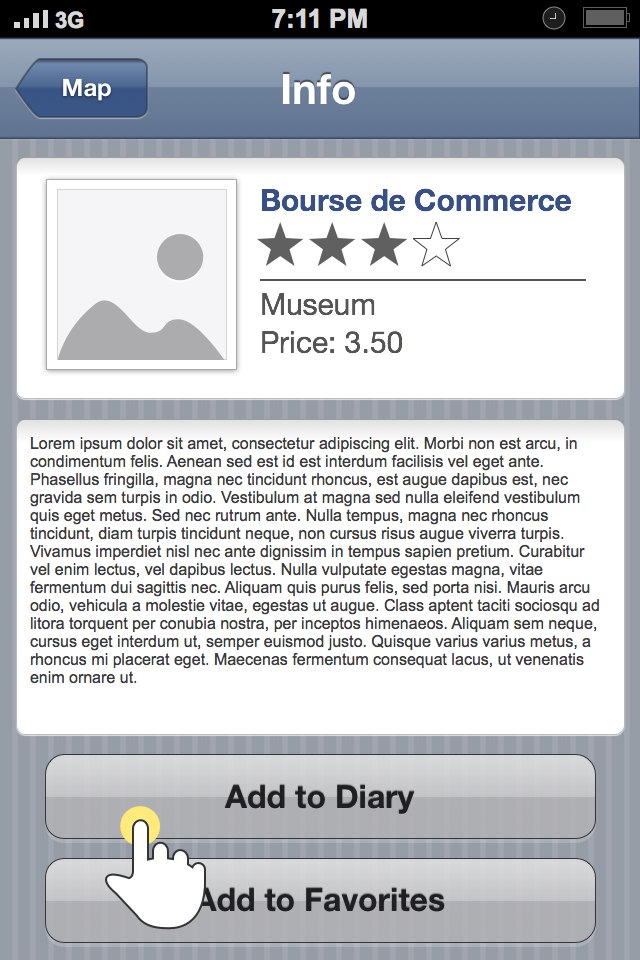 3G 7:11 PM
Map Info
Bourse de Commerce
Museum
Price: 3.50
Lorem ipsum dolor sit amet, consectetur adipiscing elit. Morbi non est arcu, in
condimentum felis. Aenean sed est id est interdum facilisis vel eget ante.
Phasellus fringilla, magna nec tincidunt rhoncus, est augue dapibus est, nec
gravida sem turpis in odio. Vestibulum at magna sed nulla eleifend vestibulum
quis eget metus. Sed nec rutrum ante. Nulla tempus, magna nec rhoncus
tincidunt, diam turpis tincidunt neque, non cursus risus augue viverra turpis.
Vivamus imperdiet nisl nec ante dignissim in tempus sapien pretium. Curabitur
vel enim lectus, vel dapibus lectus. Nulla vulputate egestas magna, vitae
fermentum dui sagittis nec. Aliquam quis purus felis, sed porta nisi. Mauris arcu
odio, vehicula a molestie vitae, egestas ut augue. Class aptent taciti sociosqu ad
litora torquent per conubia nostra, per inceptos himenaeos. Aliquam sem neque,
cursus eget interdum ut, semper euismod justo. Quisque varius varius metus, a
rhoncus mi placerat eget. Maecenas fermentum consequat lacus, ut venenatis
enim ornare ut.
Add to Diary
Add to Favorites